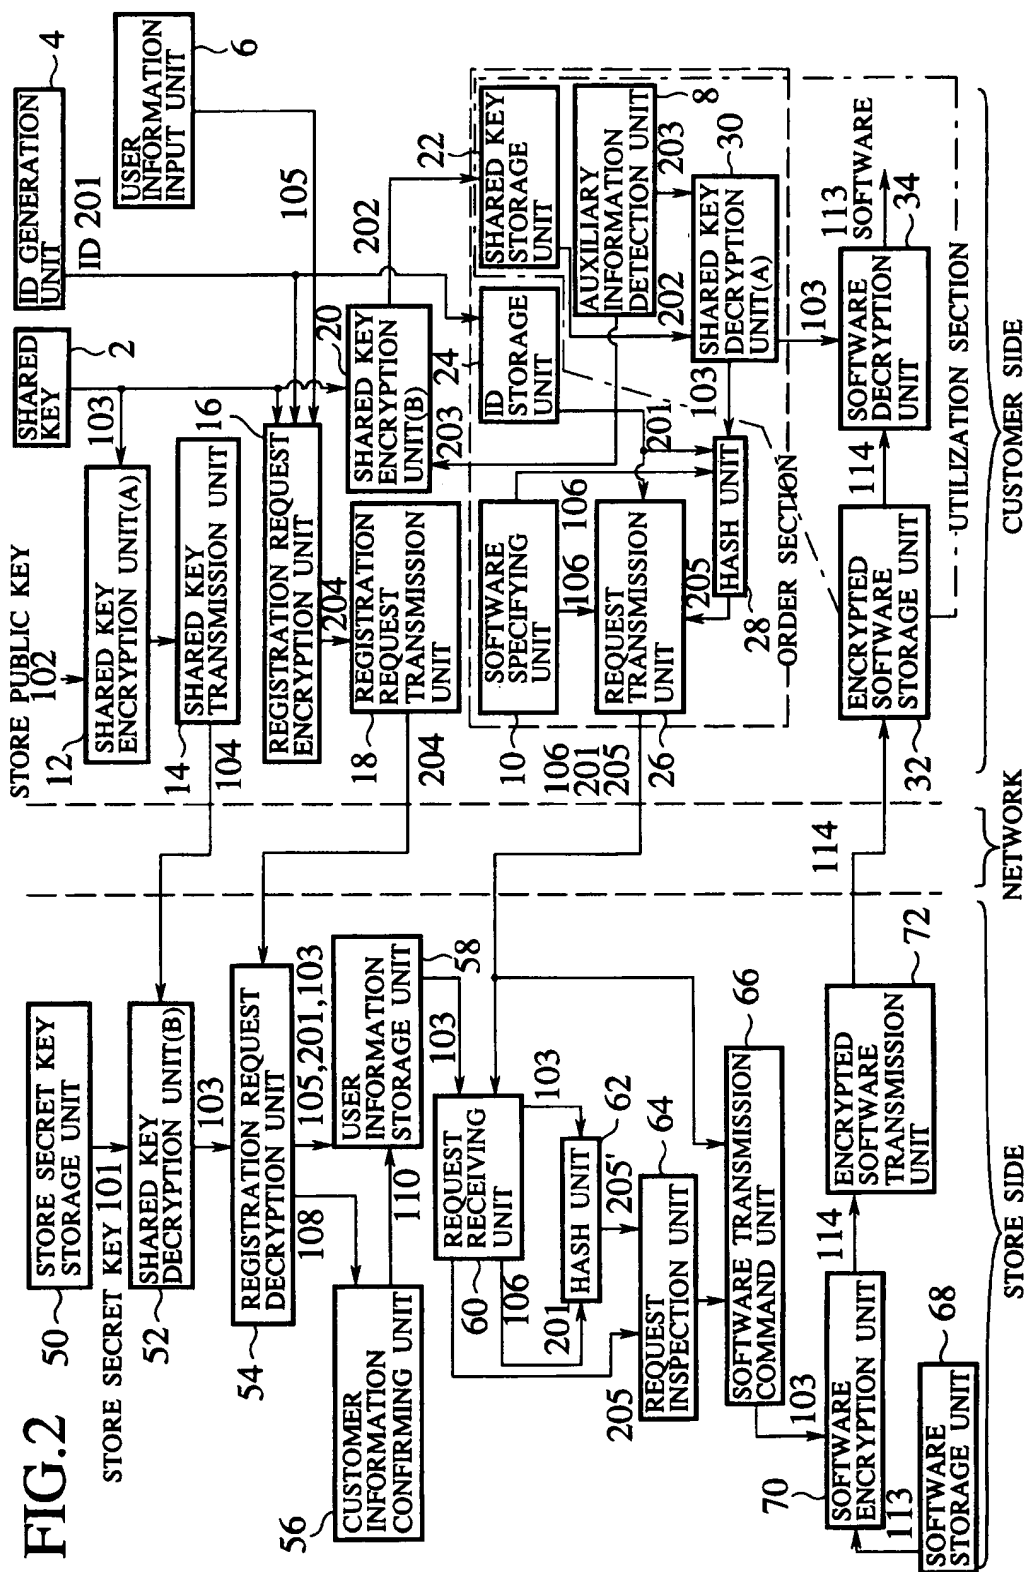 FIG.2
STORE SECRET KEY
STORAGE UNIT
50
STORE SECRET KEY 101
SHARED KEY
DECRYPTION UNIT(B)
52
103
REGISTRATION REQUEST
DECRYPTION UNIT
54
108
105,201,103
CUSTOMER
INFORMATION
CONFIRMING UNIT
56
110
USER
INFORMATION
STORAGE UNIT
58
103
REQUEST
RECEIVING
UNIT
60
106
201
103
HASH UNIT
62
205'
205
REQUEST
INSPECTION UNIT
64
SOFTWARE TRANSMISSION
COMMAND UNIT
66
103
SOFTWARE
ENCRYPTION UNIT
70
113
SOFTWARE
STORAGE UNIT
68
114
ENCRYPTED
SOFTWARE
TRANSMISSION
UNIT
72
STORE SIDE
114
NETWORK
STORE PUBLIC KEY
102
12
SHARED KEY
ENCRYPTION UNIT(A)
14
SHARED KEY
TRANSMISSION UNIT
104
SHARED
KEY
2
103
ID GENERATION
UNIT
4
ID 201
USER
INFORMATION
INPUT UNIT
6
105
16
REGISTRATION REQUEST
ENCRYPTION UNIT
204
18
REGISTRATION
REQUEST
TRANSMISSION
UNIT
204
20
SHARED KEY
ENCRYPTION
UNIT(B)
203
202
22
SHARED KEY
STORAGE
UNIT
24
ID STORAGE
UNIT
AUXILIARY
INFORMATION
DETECTION UNIT
8
203
202
SHARED KEY
DECRYPTION
UNIT(A)
30
103
103
SOFTWARE
SPECIFYING
UNIT
10
106
106
201
REQUEST
TRANSMISSION
UNIT
26
106
201
205
205
HASH UNIT
28
ORDER SECTION
ENCRYPTED
SOFTWARE
STORAGE UNIT
32
114
SOFTWARE
DECRYPTION
UNIT
34
113
SOFTWARE
UTILIZATION SECTION
CUSTOMER SIDE